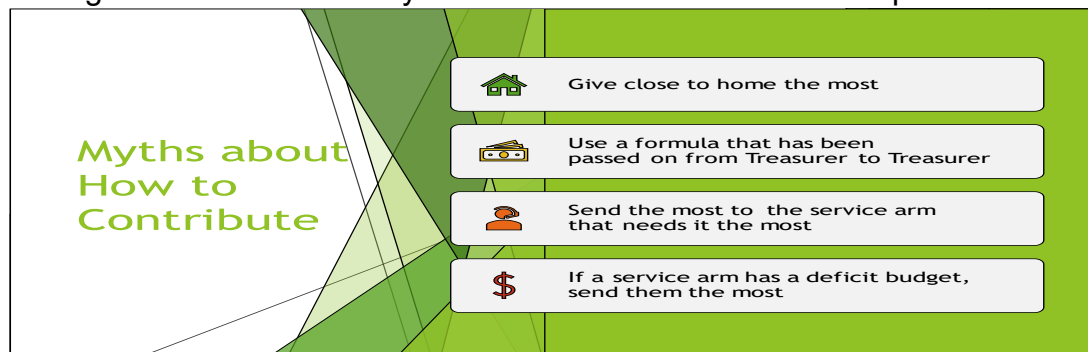 Myths about
How to
Contribute
Give close to home the most
Use a formula that has been
passed on from Treasurer to Treasurer
Send the most to the service arm
that needs it the most
If a service arm has a deficit budget,
send them the most